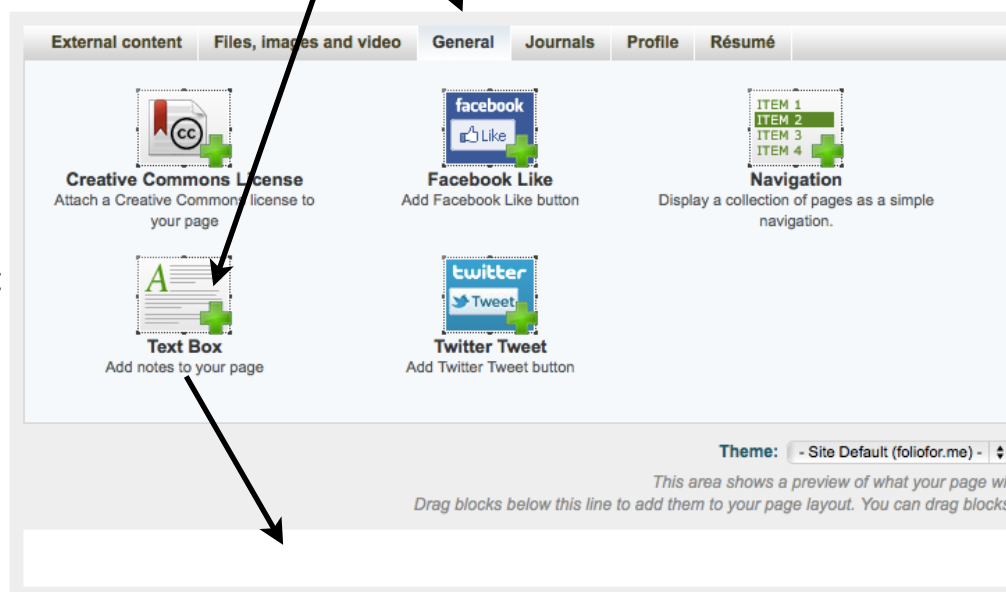 External content Files, images and video General Journals Profile Résumé
facebook
Like
ITEM 1
ITEM 2
ITEM 3
ITEM 4
cc
Creative Commons License
Attach a Creative Commons license to
your page
Facebook Like
Add Facebook Like button
Navigation
Display a collection of pages as a simple
navigation.
A
twitter
Tweet
Text Box
Add notes to your page
Twitter Tweet
Add Twitter Tweet button
Theme: - Site Default (foliofor.me) -
This area shows a preview of what your page
Drag blocks below this line to add them to your page layout. You can drag blocks